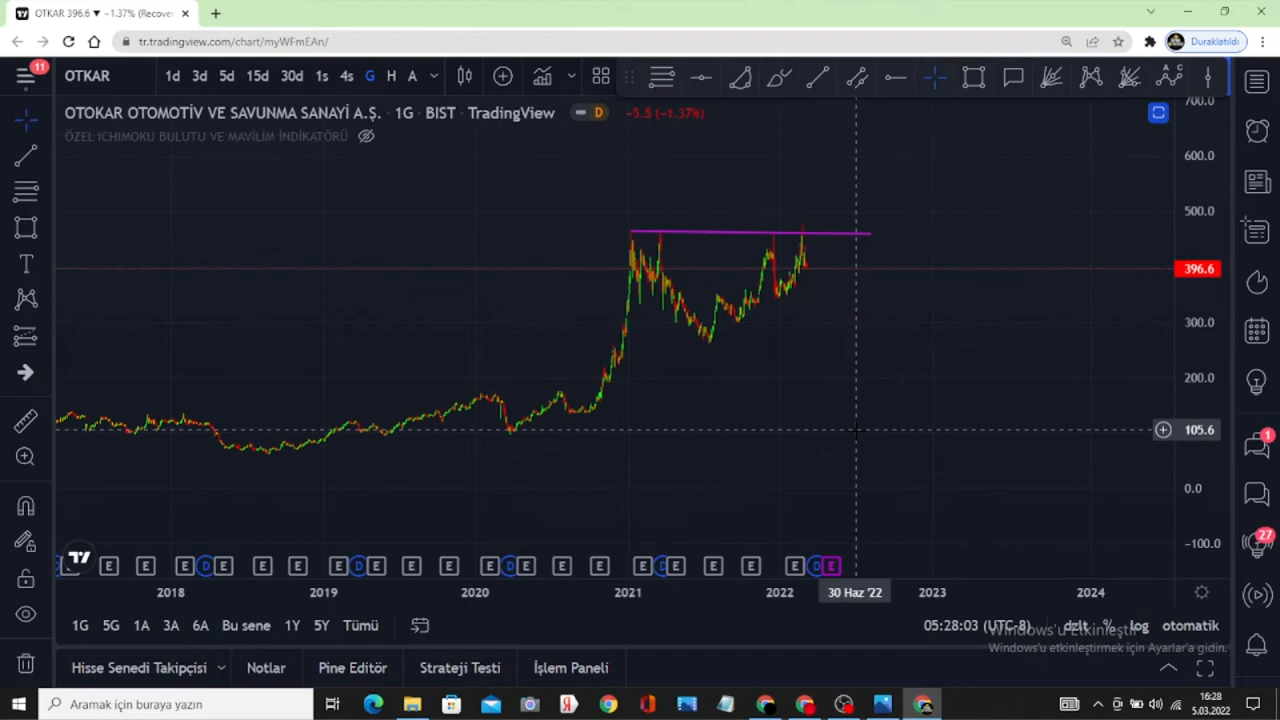 OTKAR 396.6 ▼ −1.37% (Recover
tr.tradingview.com/chart/myWFmEAn/
Duraklatıldı
11
OTKAR
1d 3d 5d 15d 30d 1s 4s G H A
A C
OTOKAR OTOMOTİV VE SAVUNMA SANAYİ A.Ş. · 1G · BIST · TradingView
D
−5.5 (−1.37%)
ÖZEL ICHIMOKU BULUTU VE MAVİLİM İNDİKATÖRÜ
700.0
600.0
500.0
396.6
300.0
200.0
105.6
0.0
−100.0
1
27
E E E D E E E E D E E E E D E E E E D E E E E D E
2018 2019 2020 2021 2022 30 Haz '22 2023 2024
1G 5G 1A 3A 6A Bu sene 1Y 5Y Tümü
05:28:03 (UTC-8) dzlt % log otomatik
Windows'u Etkinleştir
Windows'u etkinleştirmek için Ayarlar'a gidin.
Hisse Senedi Takipçisi Notlar Pine Editör Strateji Testi İşlem Paneli
Aramak için buraya yazın
16:28
5.03.2022